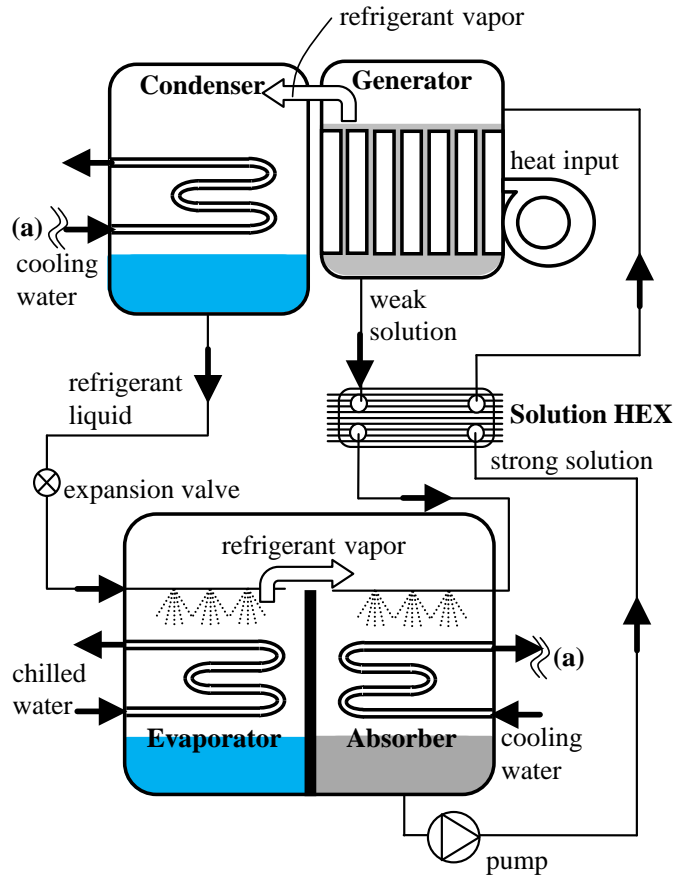 refrigerant vapor
Condenser
Generator
heat input
(a)
cooling
water
weak
solution
refrigerant
liquid
Solution HEX
strong solution
expansion valve
refrigerant vapor
chilled
water
(a)
Evaporator
Absorber
cooling
water
pump